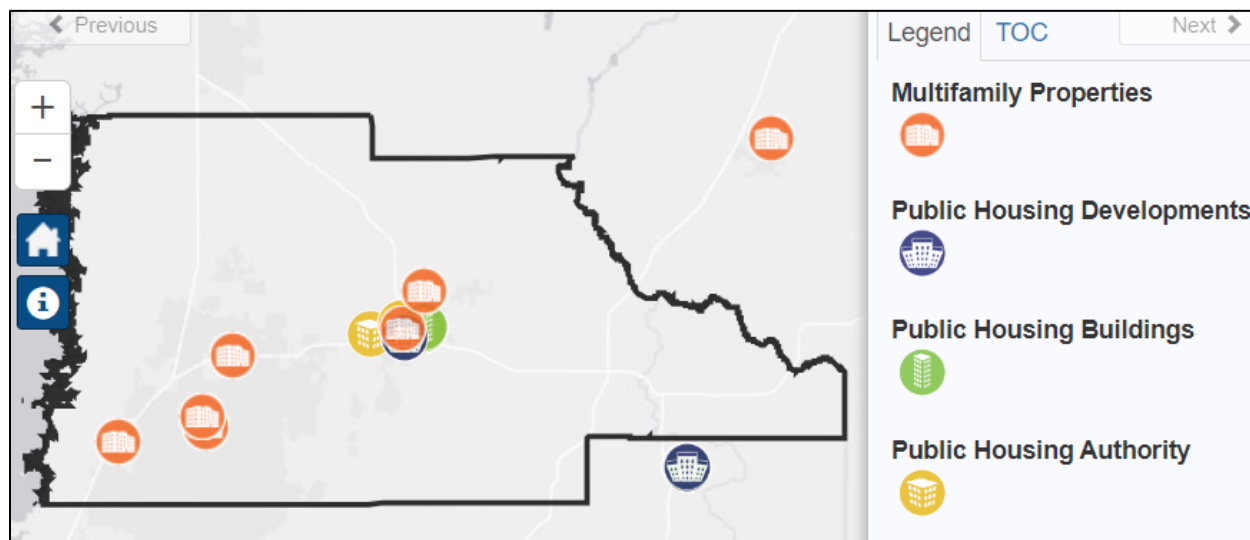 Previous
Legend
TOC
Next
+
−
Multifamily Properties
Public Housing Developments
Public Housing Buildings
Public Housing Authority